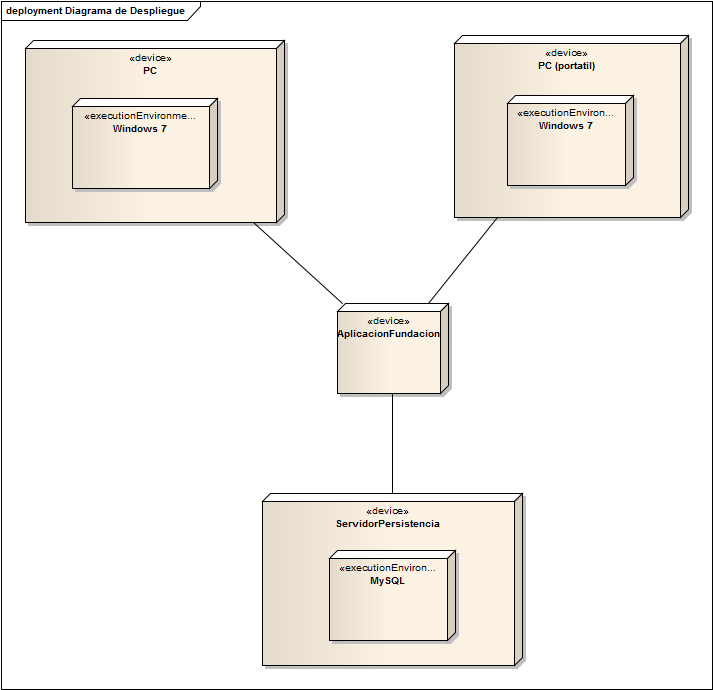 deployment Diagrama de Despliegue
«device»
PC
«executionEnvironme...
Windows 7
«device»
PC (portatil)
«executionEnviron...
Windows 7
«device»
AplicacionFundacion
«device»
ServidorPersistencia
«executionEnviron...
MySQL